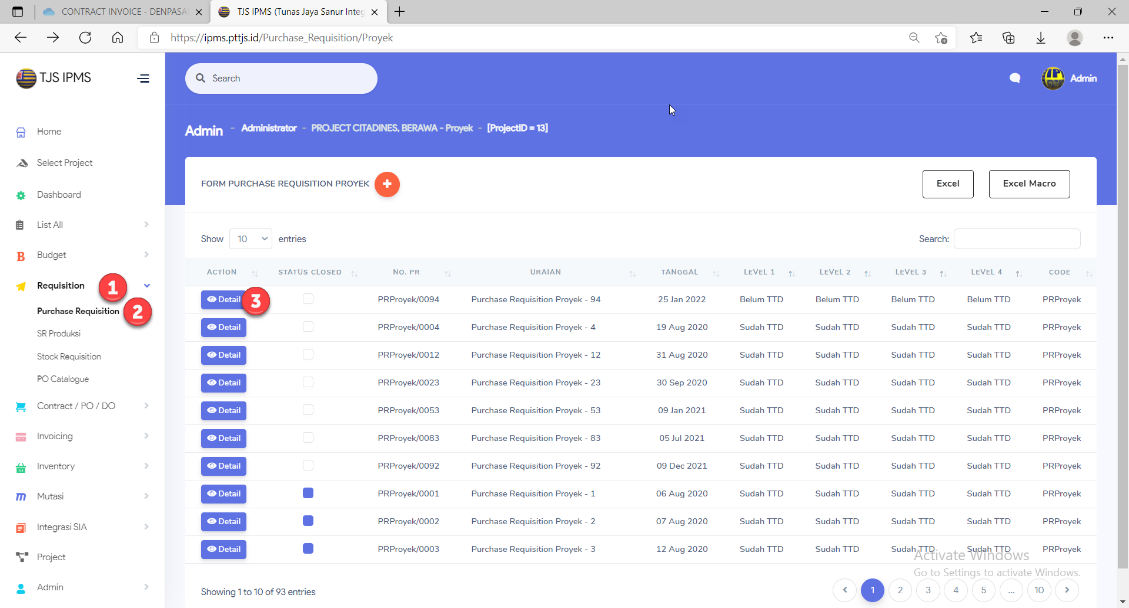 CONTRACT INVOICE - DENPASA
TJS IPMS (Tunas Jaya Sanur Integ
https://ipms.pttjs.id/Purchase_Requisition/Proyek
TJS IPMS
Search
Admin
Admin - Administrator - PROJECT CITADINES, BERAWA - Proyek - [ProjectID = 13]
Home
Select Project
Dashboard
List All
B Budget
Requisition 1
Purchase Requisition 2
SR Produksi
Stock Requisition
PO Catalogue
Contract / PO / DO
Invoicing
Inventory
m Mutasi
Integrasi SIA
Project
Admin
FORM PURCHASE REQUISITION PROYEK +
Excel
Excel Macro
Show 10 entries
Search:
ACTION STATUS CLOSED NO. PR URAIAN TANGGAL LEVEL 1 LEVEL 2 LEVEL 3 LEVEL 4 CODE
Detail 3 PRProyek/0094 Purchase Requisition Proyek - 94 25 Jan 2022 Belum TTD Belum TTD Belum TTD Belum TTD PRProyek
Detail PRProyek/0004 Purchase Requisition Proyek - 4 19 Aug 2020 Sudah TTD Sudah TTD Sudah TTD Sudah TTD PRProyek
Detail PRProyek/0012 Purchase Requisition Proyek - 12 31 Aug 2020 Sudah TTD Sudah TTD Sudah TTD Sudah TTD PRProyek
Detail PRProyek/0023 Purchase Requisition Proyek - 23 30 Sep 2020 Sudah TTD Sudah TTD Sudah TTD Sudah TTD PRProyek
Detail PRProyek/0053 Purchase Requisition Proyek - 53 09 Jan 2021 Sudah TTD Sudah TTD Sudah TTD Sudah TTD PRProyek
Detail PRProyek/0083 Purchase Requisition Proyek - 83 05 Jul 2021 Sudah TTD Sudah TTD Sudah TTD Sudah TTD PRProyek
Detail PRProyek/0092 Purchase Requisition Proyek - 92 09 Dec 2021 Sudah TTD Sudah TTD Sudah TTD Sudah TTD PRProyek
Detail PRProyek/0001 Purchase Requisition Proyek - 1 06 Aug 2020 Sudah TTD Sudah TTD Sudah TTD Sudah TTD PRProyek
Detail PRProyek/0002 Purchase Requisition Proyek - 2 07 Aug 2020 Sudah TTD Sudah TTD Sudah TTD Sudah TTD PRProyek
Detail PRProyek/0003 Purchase Requisition Proyek - 3 12 Aug 2020 Sudah TTD Sudah TTD Sudah TTD Sudah TTD PRProyek
Activate Windows
Go to Settings to activate Windows.
Showing 1 to 10 of 93 entries
1 2 3 4 5 ... 10